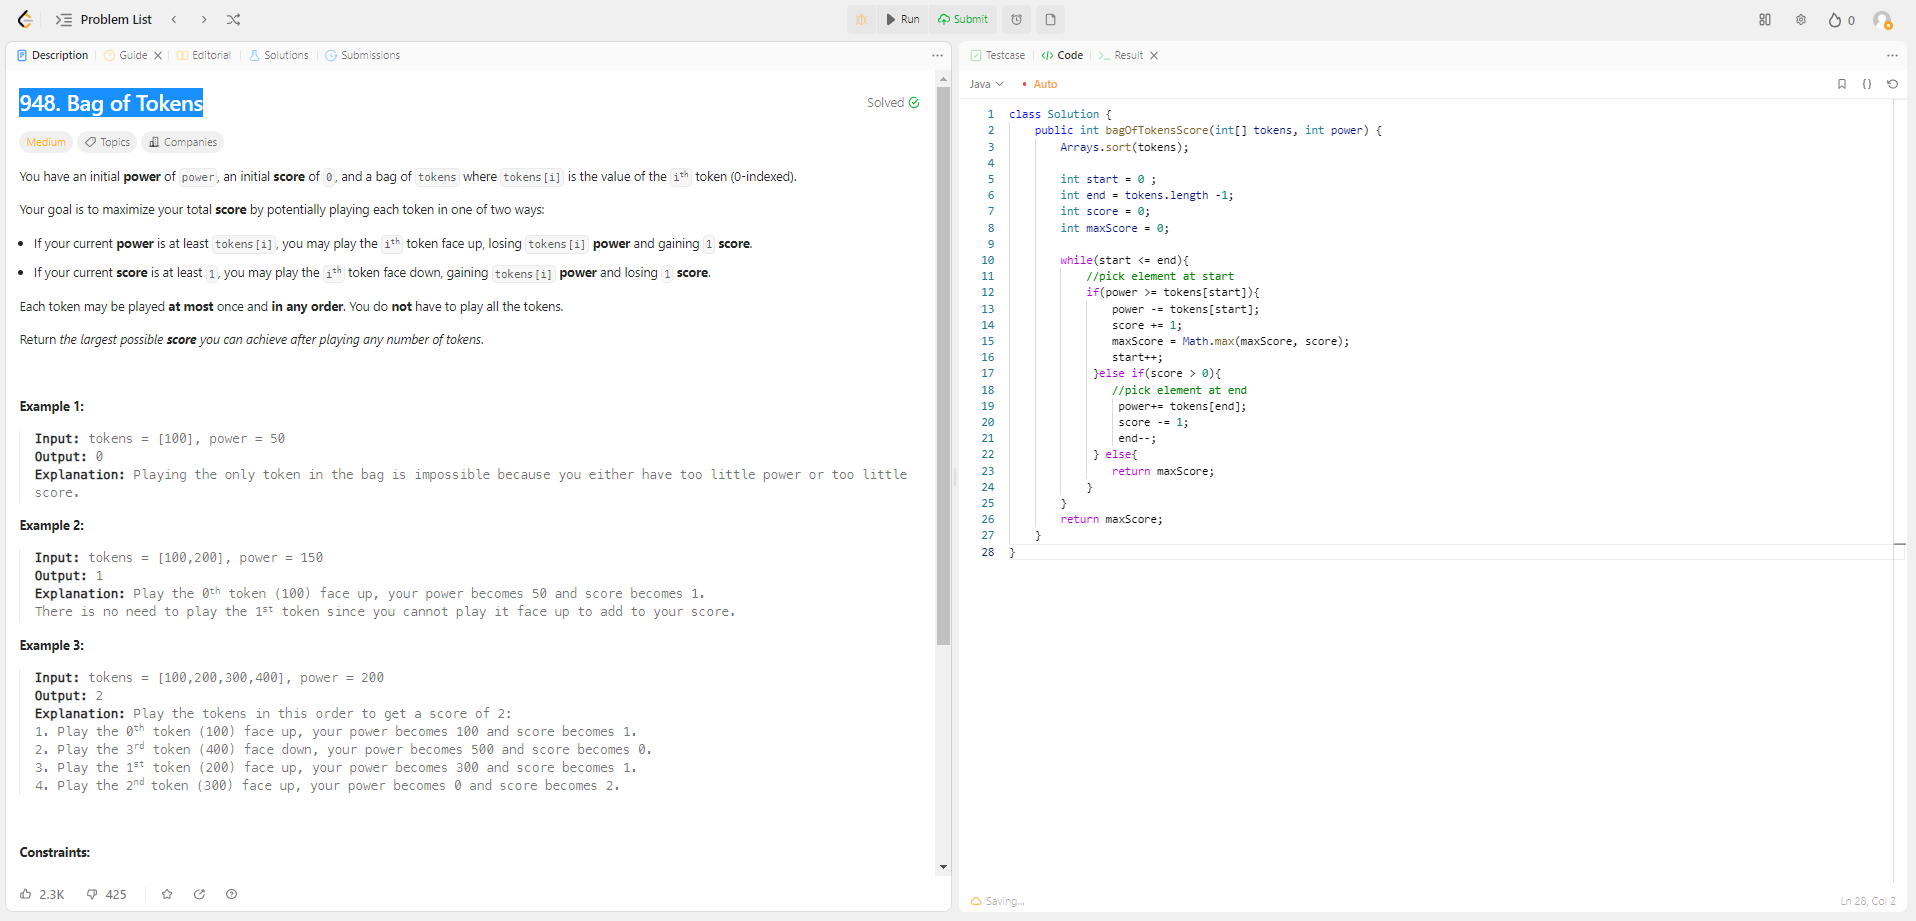 Problem List
Run
Submit
0
Description
Guide
Editorial
Solutions
Submissions
948. Bag of Tokens
Solved
Medium
Topics
Companies
You have an initial power of power, an initial score of 0, and a bag of tokens where tokens[i] is the value of the ith token (0-indexed).
Your goal is to maximize your total score by potentially playing each token in one of two ways:
• If your current power is at least tokens[i], you may play the ith token face up, losing tokens[i] power and gaining 1 score.
• If your current score is at least 1, you may play the ith token face down, gaining tokens[i] power and losing 1 score.
Each token may be played at most once and in any order. You do not have to play all the tokens.
Return the largest possible score you can achieve after playing any number of tokens.
Example 1:
Input: tokens = [100], power = 50
Output: 0
Explanation: Playing the only token in the bag is impossible because you either have too little power or too little
score.
Example 2:
Input: tokens = [100,200], power = 150
Output: 1
Explanation: Play the 0th token (100) face up, your power becomes 50 and score becomes 1.
There is no need to play the 1st token since you cannot play it face up to add to your score.
Example 3:
Input: tokens = [100,200,300,400], power = 200
Output: 2
Explanation: Play the tokens in this order to get a score of 2:
1. Play the 0th token (100) face up, your power becomes 100 and score becomes 1.
2. Play the 3rd token (400) face down, your power becomes 500 and score becomes 0.
3. Play the 1st token (200) face up, your power becomes 300 and score becomes 1.
4. Play the 2nd token (300) face up, your power becomes 0 and score becomes 2.
Constraints:
2.3K
425
Testcase
Code
Result
Java
• Auto
1 class Solution {
2 public int bagOfTokensScore(int[] tokens, int power) {
3 Arrays.sort(tokens);
4
5 int start = 0 ;
6 int end = tokens.length -1;
7 int score = 0;
8 int maxScore = 0;
9
10 while(start <= end){
11 //pick element at start
12 if(power >= tokens[start]){
13 power -= tokens[start];
14 score += 1;
15 maxScore = Math.max(maxScore, score);
16 start++;
17 }else if(score > 0){
18 //pick element at end
19 power+= tokens[end];
20 score -= 1;
21 end--;
22 } else{
23 return maxScore;
24 }
25 }
26 return maxScore;
27 }
28 }
Saving...
Ln 28, Col 2